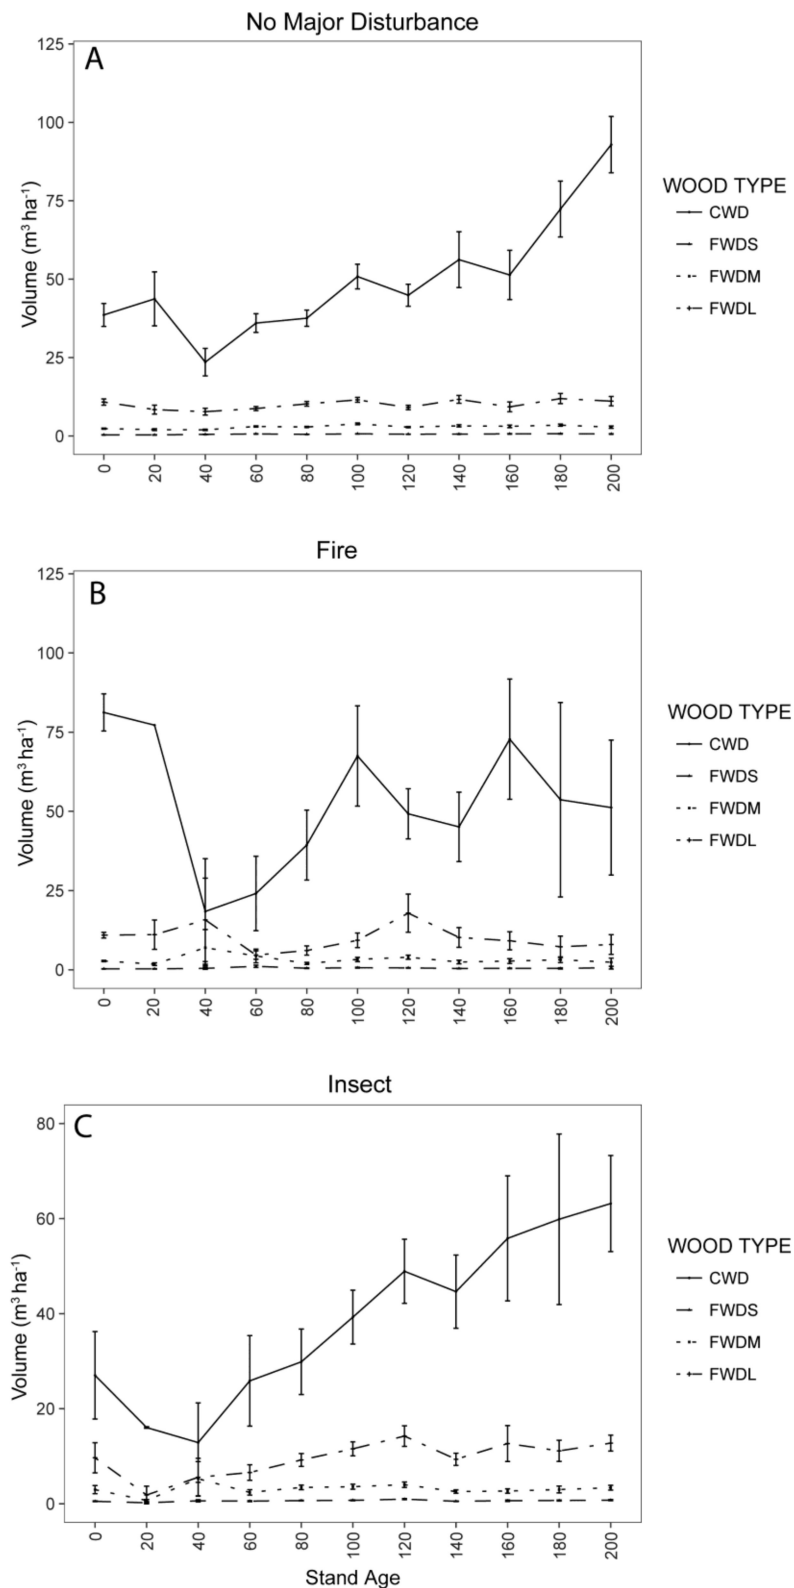 No Major Disturbance
A
125
100
75
50
25
0
Volume (m³ ha⁻¹)
0 20 40 60 80 100 120 140 160 180 200
WOOD TYPE
CWD
FWDS
FWDM
FWDL
Fire
B
125
100
75
50
25
0
Volume (m³ ha⁻¹)
0 20 40 60 80 100 120 140 160 180 200
WOOD TYPE
CWD
FWDS
FWDM
FWDL
Insect
C
80
60
40
20
0
Volume (m³ ha⁻¹)
0 20 40 60 80 100 120 140 160 180 200
Stand Age
WOOD TYPE
CWD
FWDS
FWDM
FWDL